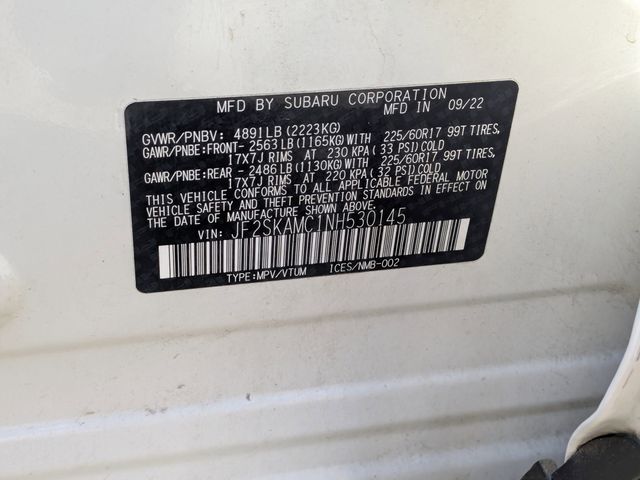 MFD BY SUBARU CORPORATION
MFD IN 09/22
GVWR/PNBV: 4891LB(2223KG)
GAWR/PNBE:FRONT- 2563LB(1165KG)WITH 225/60R17 99T TIRES,
17X7J RIMS AT 230 KPA(33 PSI)COLD
GAWR/PNBE:REAR - 2486LB(1130KG)WITH 225/60R17 99T TIRES,
17X7J RIMS AT 220 KPA(32 PSI)COLD
THIS VEHICLE CONFORMS TO ALL APPLICABLE FEDERAL MOTOR
VEHICLE SAFETY AND THEFT PREVENTION STANDARDS IN EFFECT
ON THE DATE OF MANUFACTURE SHOWN ABOVE.
VIN: JF2SKAMC1NH530145
TYPE:MPV/VTUM ICES/NMB-002